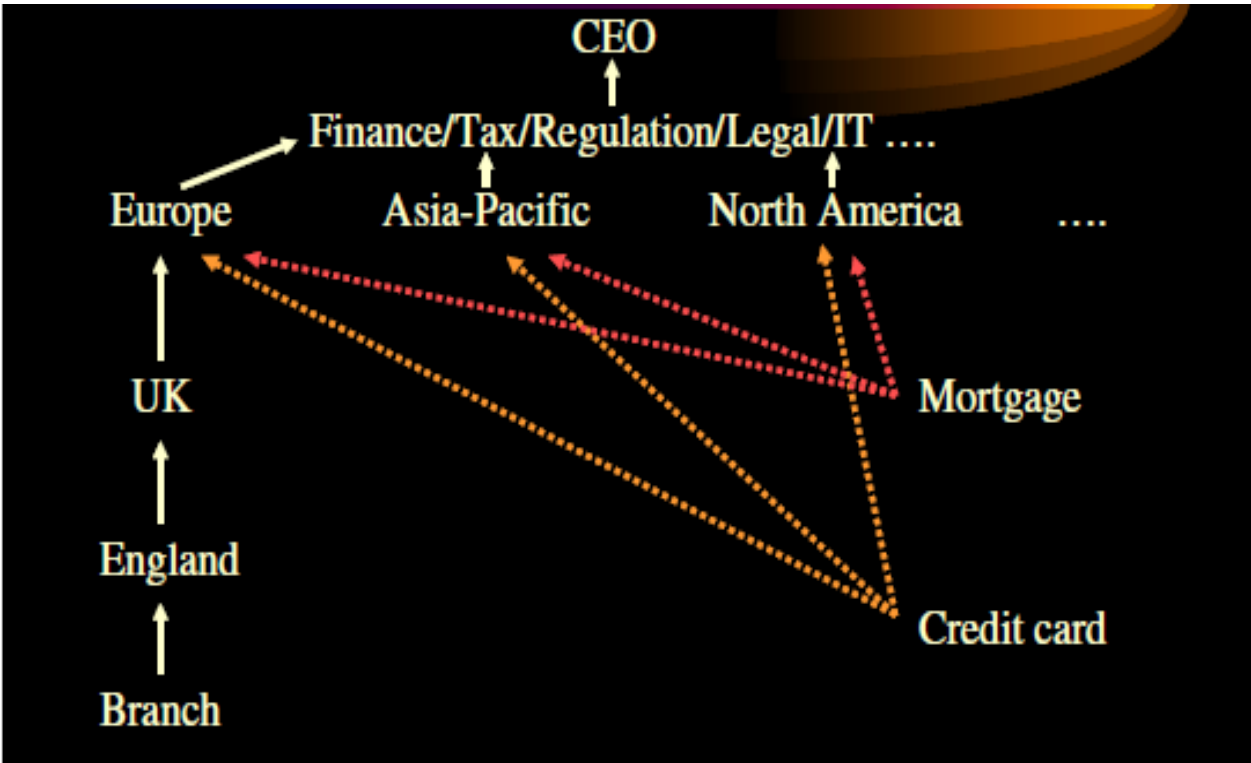 CEO
Finance/Tax/Regulation/Legal/IT ....
Europe Asia-Pacific North America ....
UK Mortgage
England
Credit card
Branch